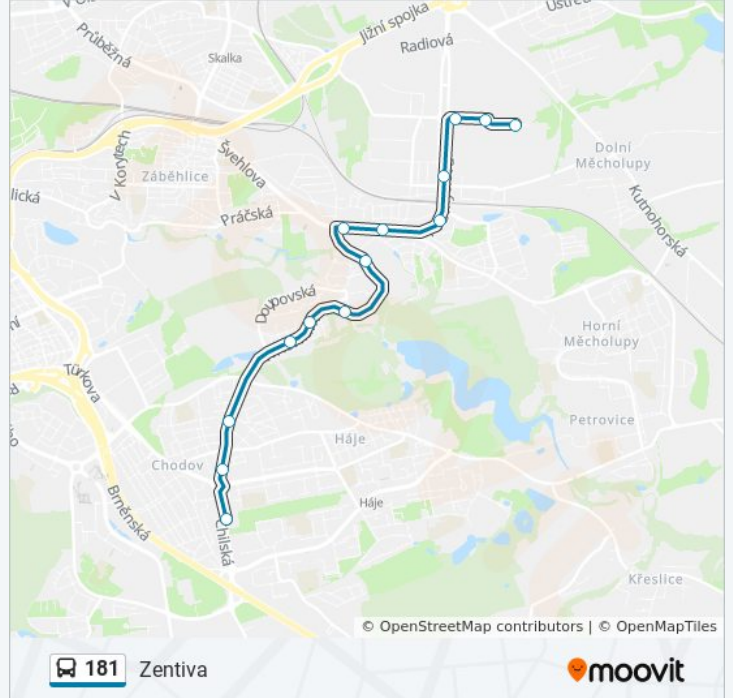 Jižní spojka
Průběžná
Radiová
Skalka
V Korytech
Švehlova
Dolní
Měcholupy
Záběhlice
Kutnohorská
lická
Práčská
Doupovská
Horní
Měcholupy
Türkova
Petrovice
Háje
Chodov
Brněnská
Háje
Chilská
Křeslice
© OpenStreetMap contributors | © OpenMapTiles
181 Zentiva
moovit